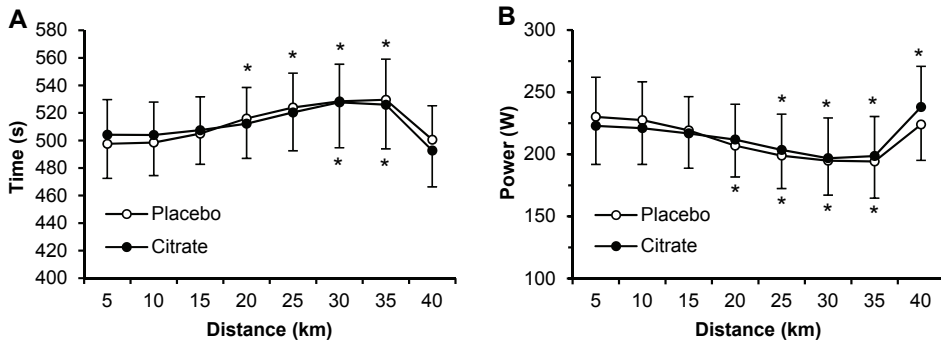 A
580
560
540
520
500
480
460
440
420
400
Time (s)
* * * *
* *
Placebo
Citrate
5 10 15 20 25 30 35 40
Distance (km)
B
300
250
200
150
100
Power (W)
* * * *
* * * *
Placebo
Citrate
5 10 15 20 25 30 35 40
Distance (km)